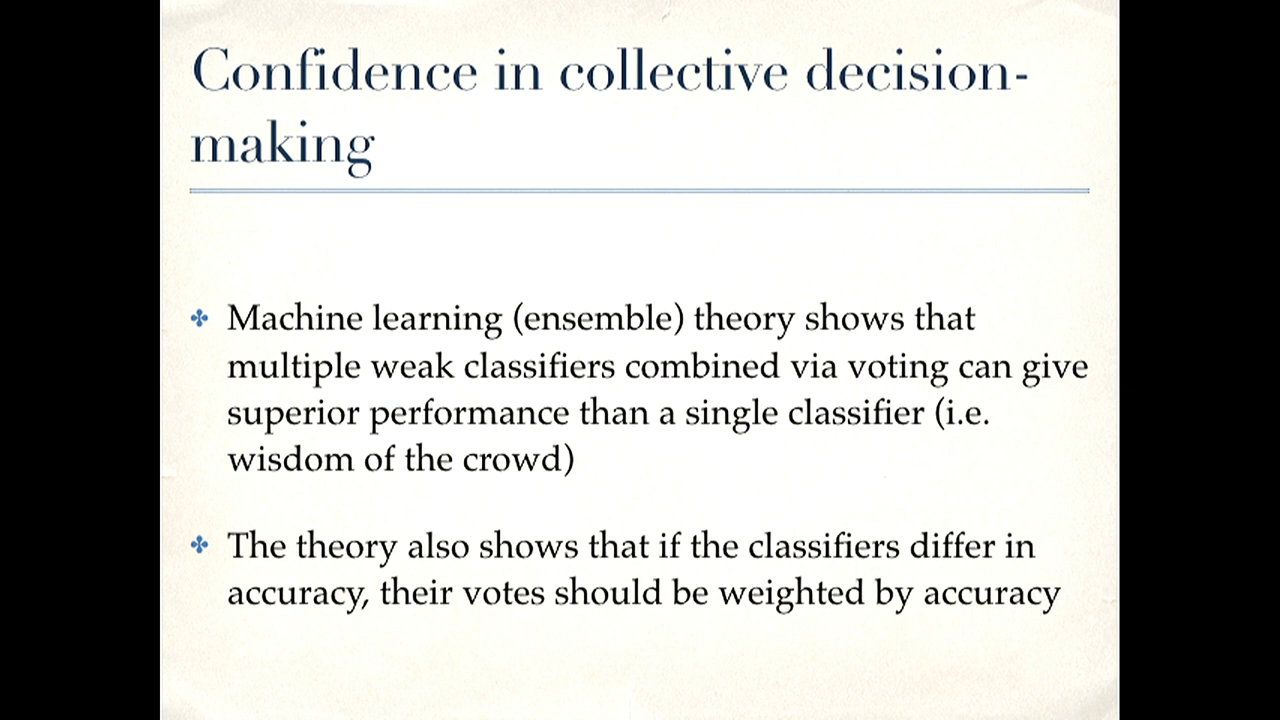 Confidence in collective decision-
making
Machine learning (ensemble) theory shows that
multiple weak classifiers combined via voting can give
superior performance than a single classifier (i.e.
wisdom of the crowd)
The theory also shows that if the classifiers differ in
accuracy, their votes should be weighted by accuracy